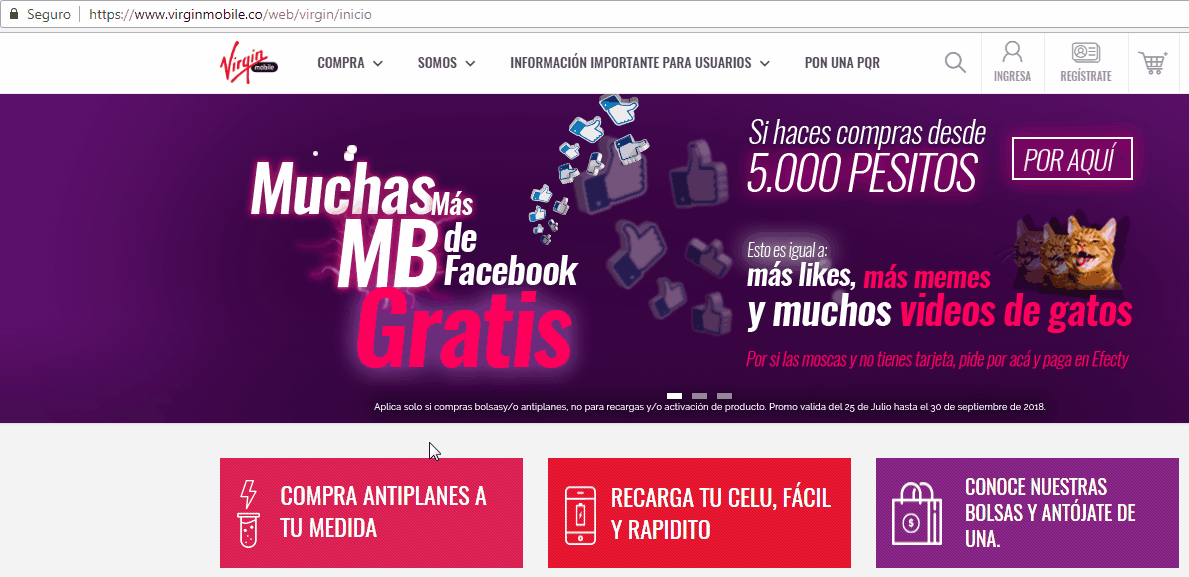 Seguro
https://www.virginmobile.co/web/virgin/inicio
Virgin mobile
COMPRA
SOMOS
INFORMACIÓN IMPORTANTE PARA USUARIOS
PON UNA PQR
INGRESA
REGÍSTRATE
Muchas Más
MB de
Facebook
Gratis
Si haces compras desde
5.000 PESITOS
POR AQUÍ
Esto es igual a:
más likes, más memes
y muchos videos de gatos
Por si las moscas y no tienes tarjeta, pide por acá y paga en Efecty
Aplica solo si compras bolsasy/o antiplanes, no para recargas y/o activación de producto. Promo valida del 25 de Julio hasta el 30 de septiembre de 2018.
COMPRA ANTIPLANES A
TU MEDIDA
RECARGA TU CELU, FÁCIL
Y RAPIDITO
CONOCE NUESTRAS
BOLSAS Y ANTÓJATE DE
UNA.